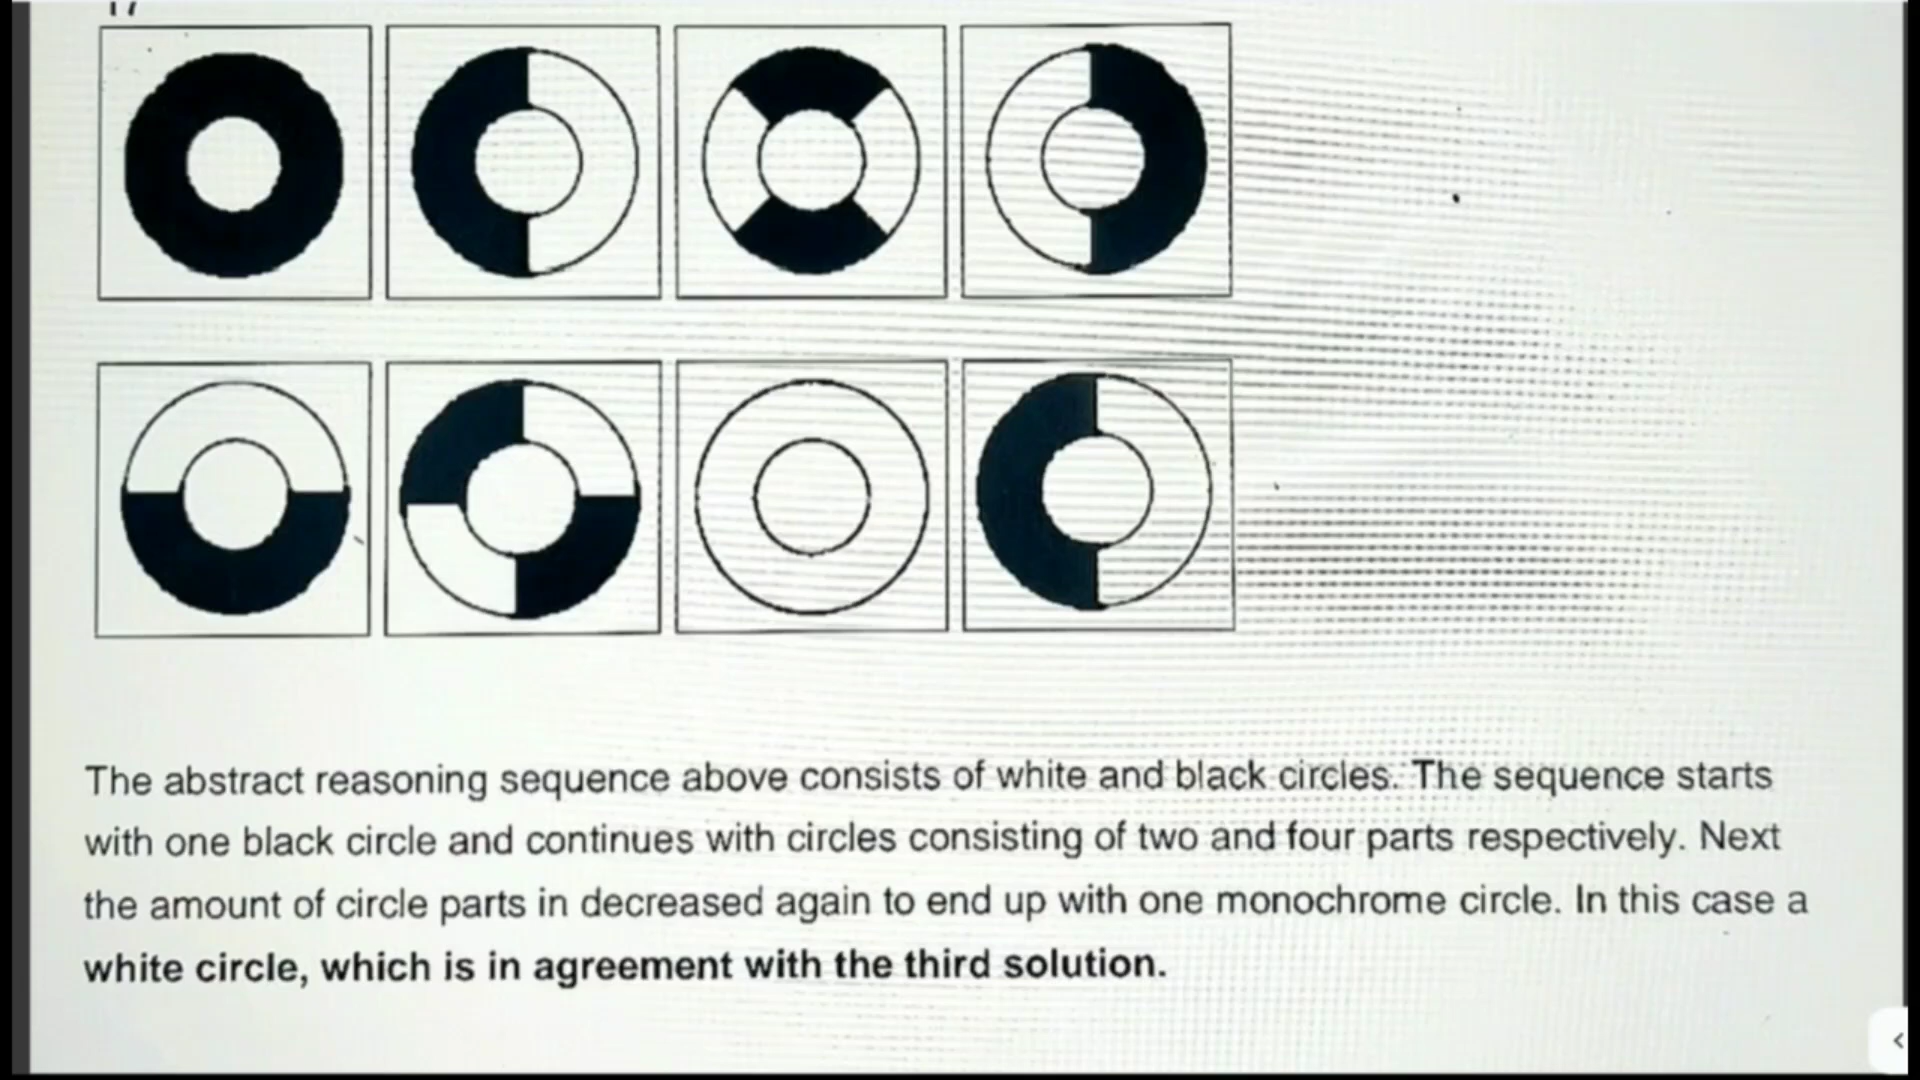 17
The abstract reasoning sequence above consists of white and black circles. The sequence starts
with one black circle and continues with circles consisting of two and four parts respectively. Next
the amount of circle parts in decreased again to end up with one monochrome circle. In this case a
white circle, which is in agreement with the third solution.